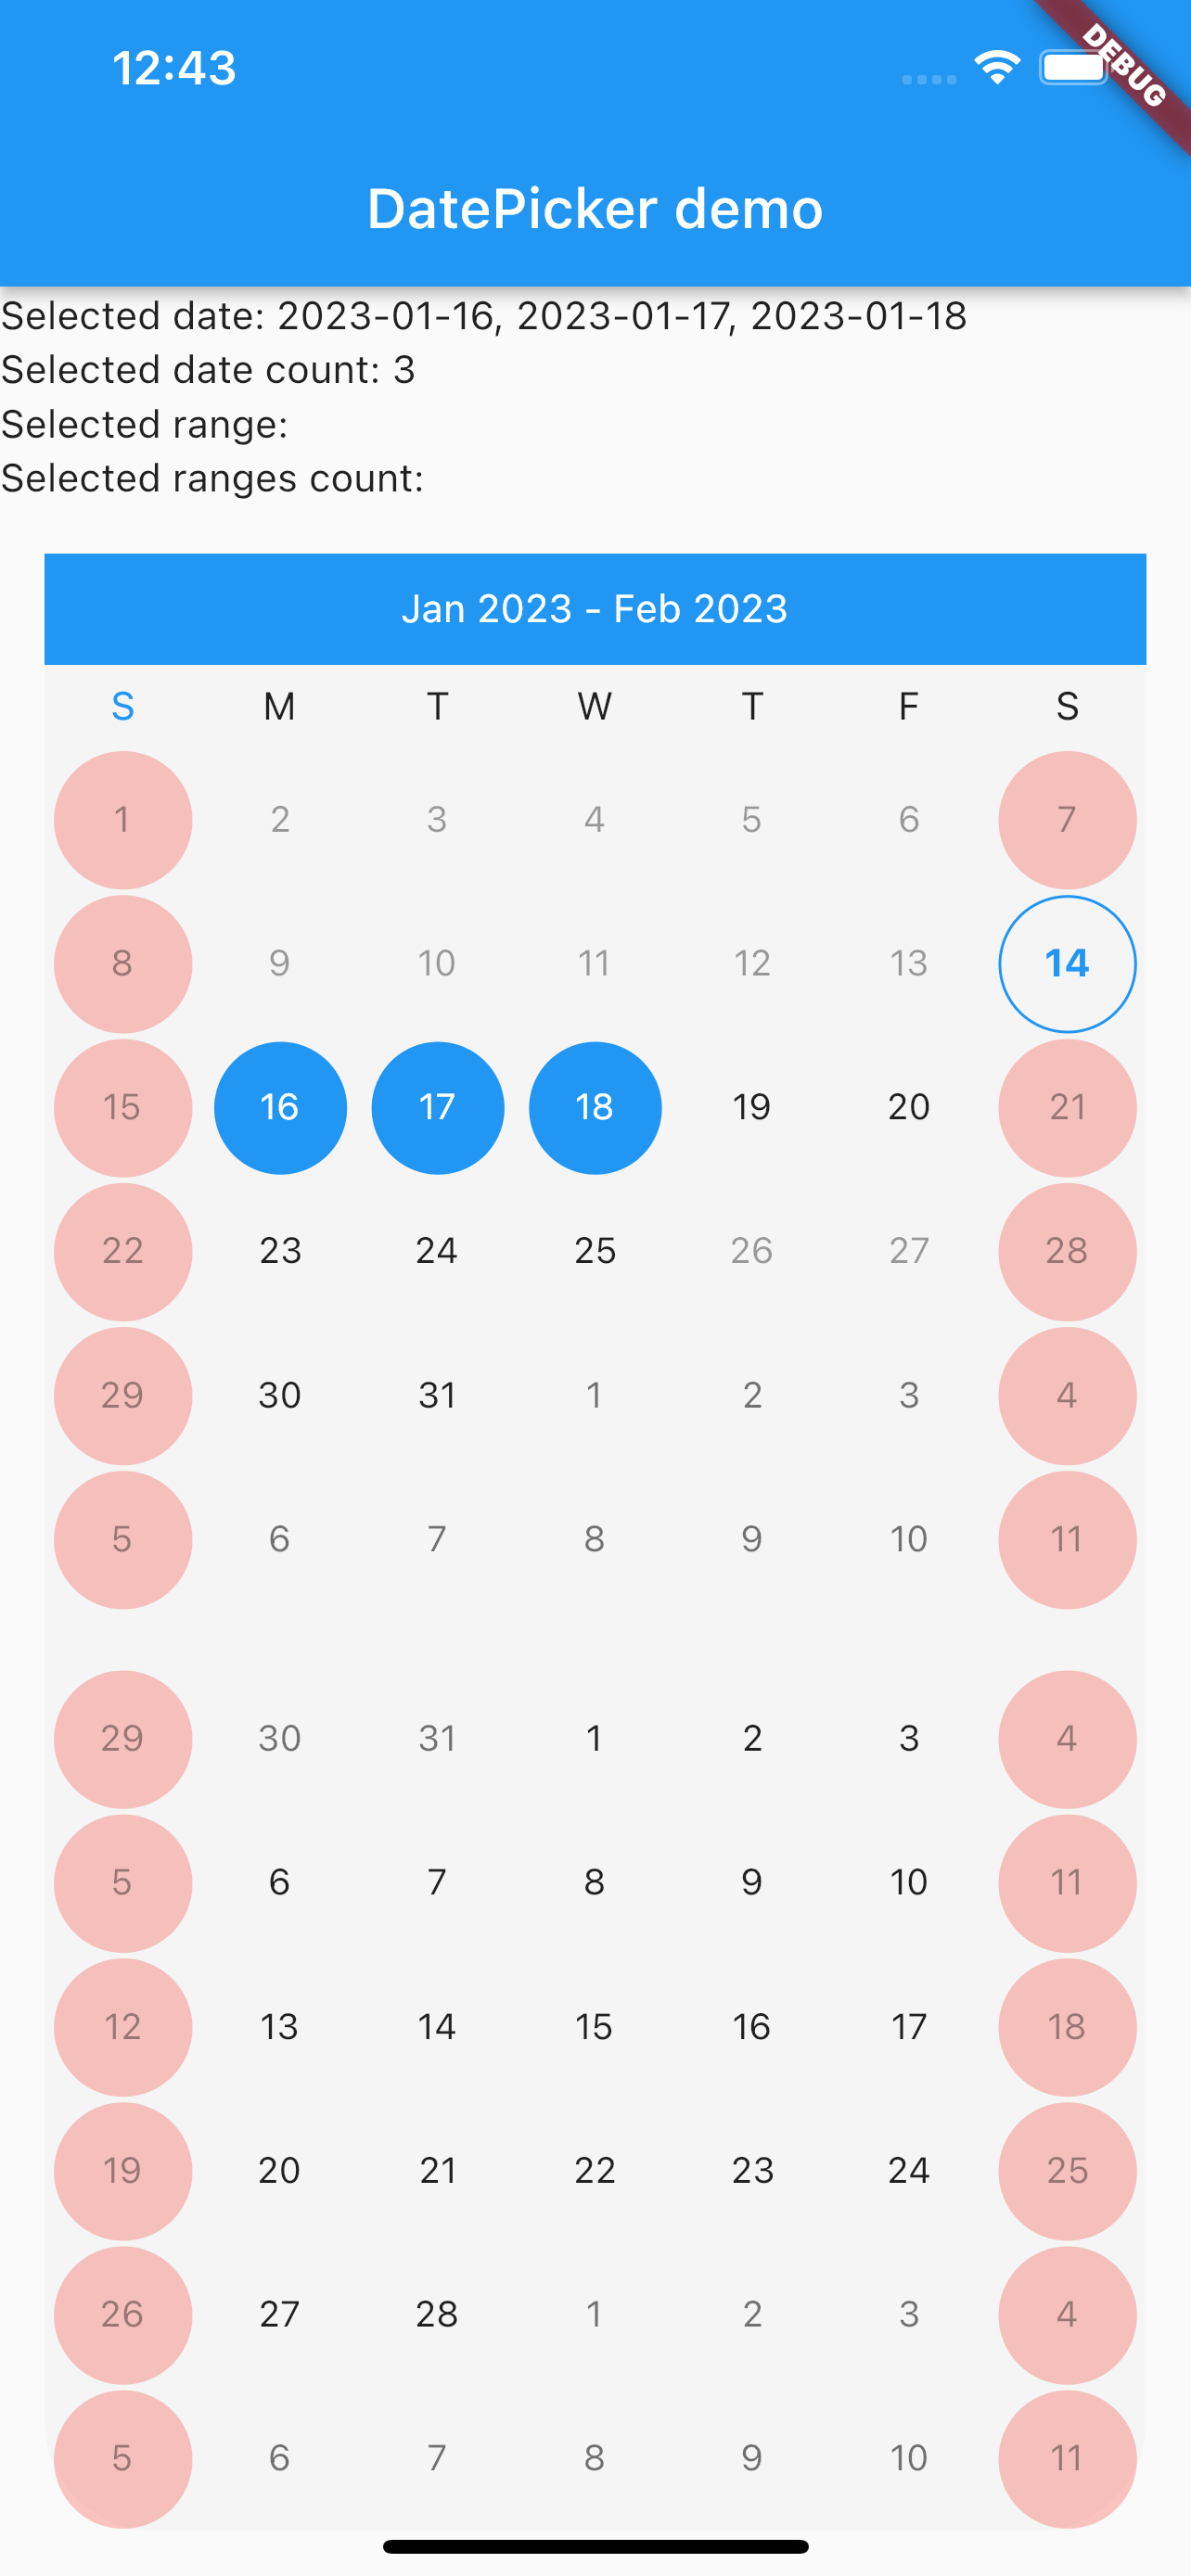 12:43
DEBUG
DatePicker demo
Selected date: 2023-01-16, 2023-01-17, 2023-01-18
Selected date count: 3
Selected range:
Selected ranges count:
Jan 2023 - Feb 2023
S M T W T F S
1 2 3 4 5 6 7
8 9 10 11 12 13 14
15 16 17 18 19 20 21
22 23 24 25 26 27 28
29 30 31 1 2 3 4
5 6 7 8 9 10 11
29 30 31 1 2 3 4
5 6 7 8 9 10 11
12 13 14 15 16 17 18
19 20 21 22 23 24 25
26 27 28 1 2 3 4
5 6 7 8 9 10 11